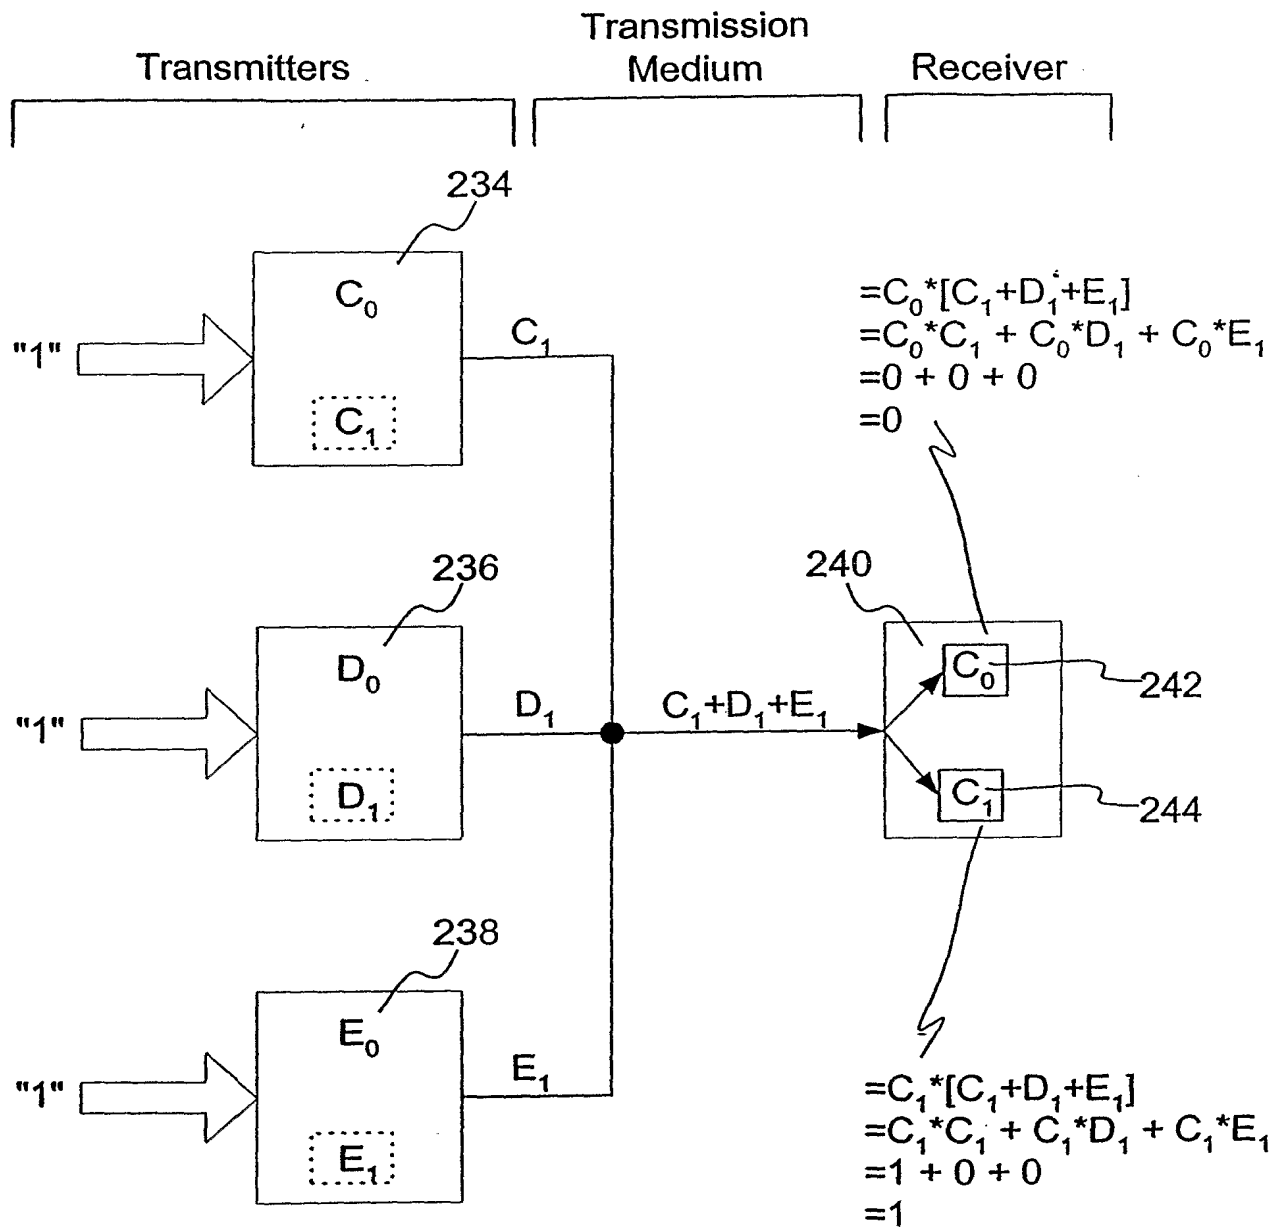 Transmitters
Transmission
Medium
Receiver
234
C₀
"1"
C₁
C₁
=C₀*[C₁+D₁+E₁]
=C₀*C₁ + C₀*D₁ + C₀*E₁
=0 + 0 + 0
=0
236
D₀
"1"
D₁
D₁
C₁+D₁+E₁
240
C₀
242
C₁
244
238
E₀
"1"
E₁
E₁
=C₁*[C₁+D₁+E₁]
=C₁*C₁ + C₁*D₁ + C₁*E₁
=1 + 0 + 0
=1